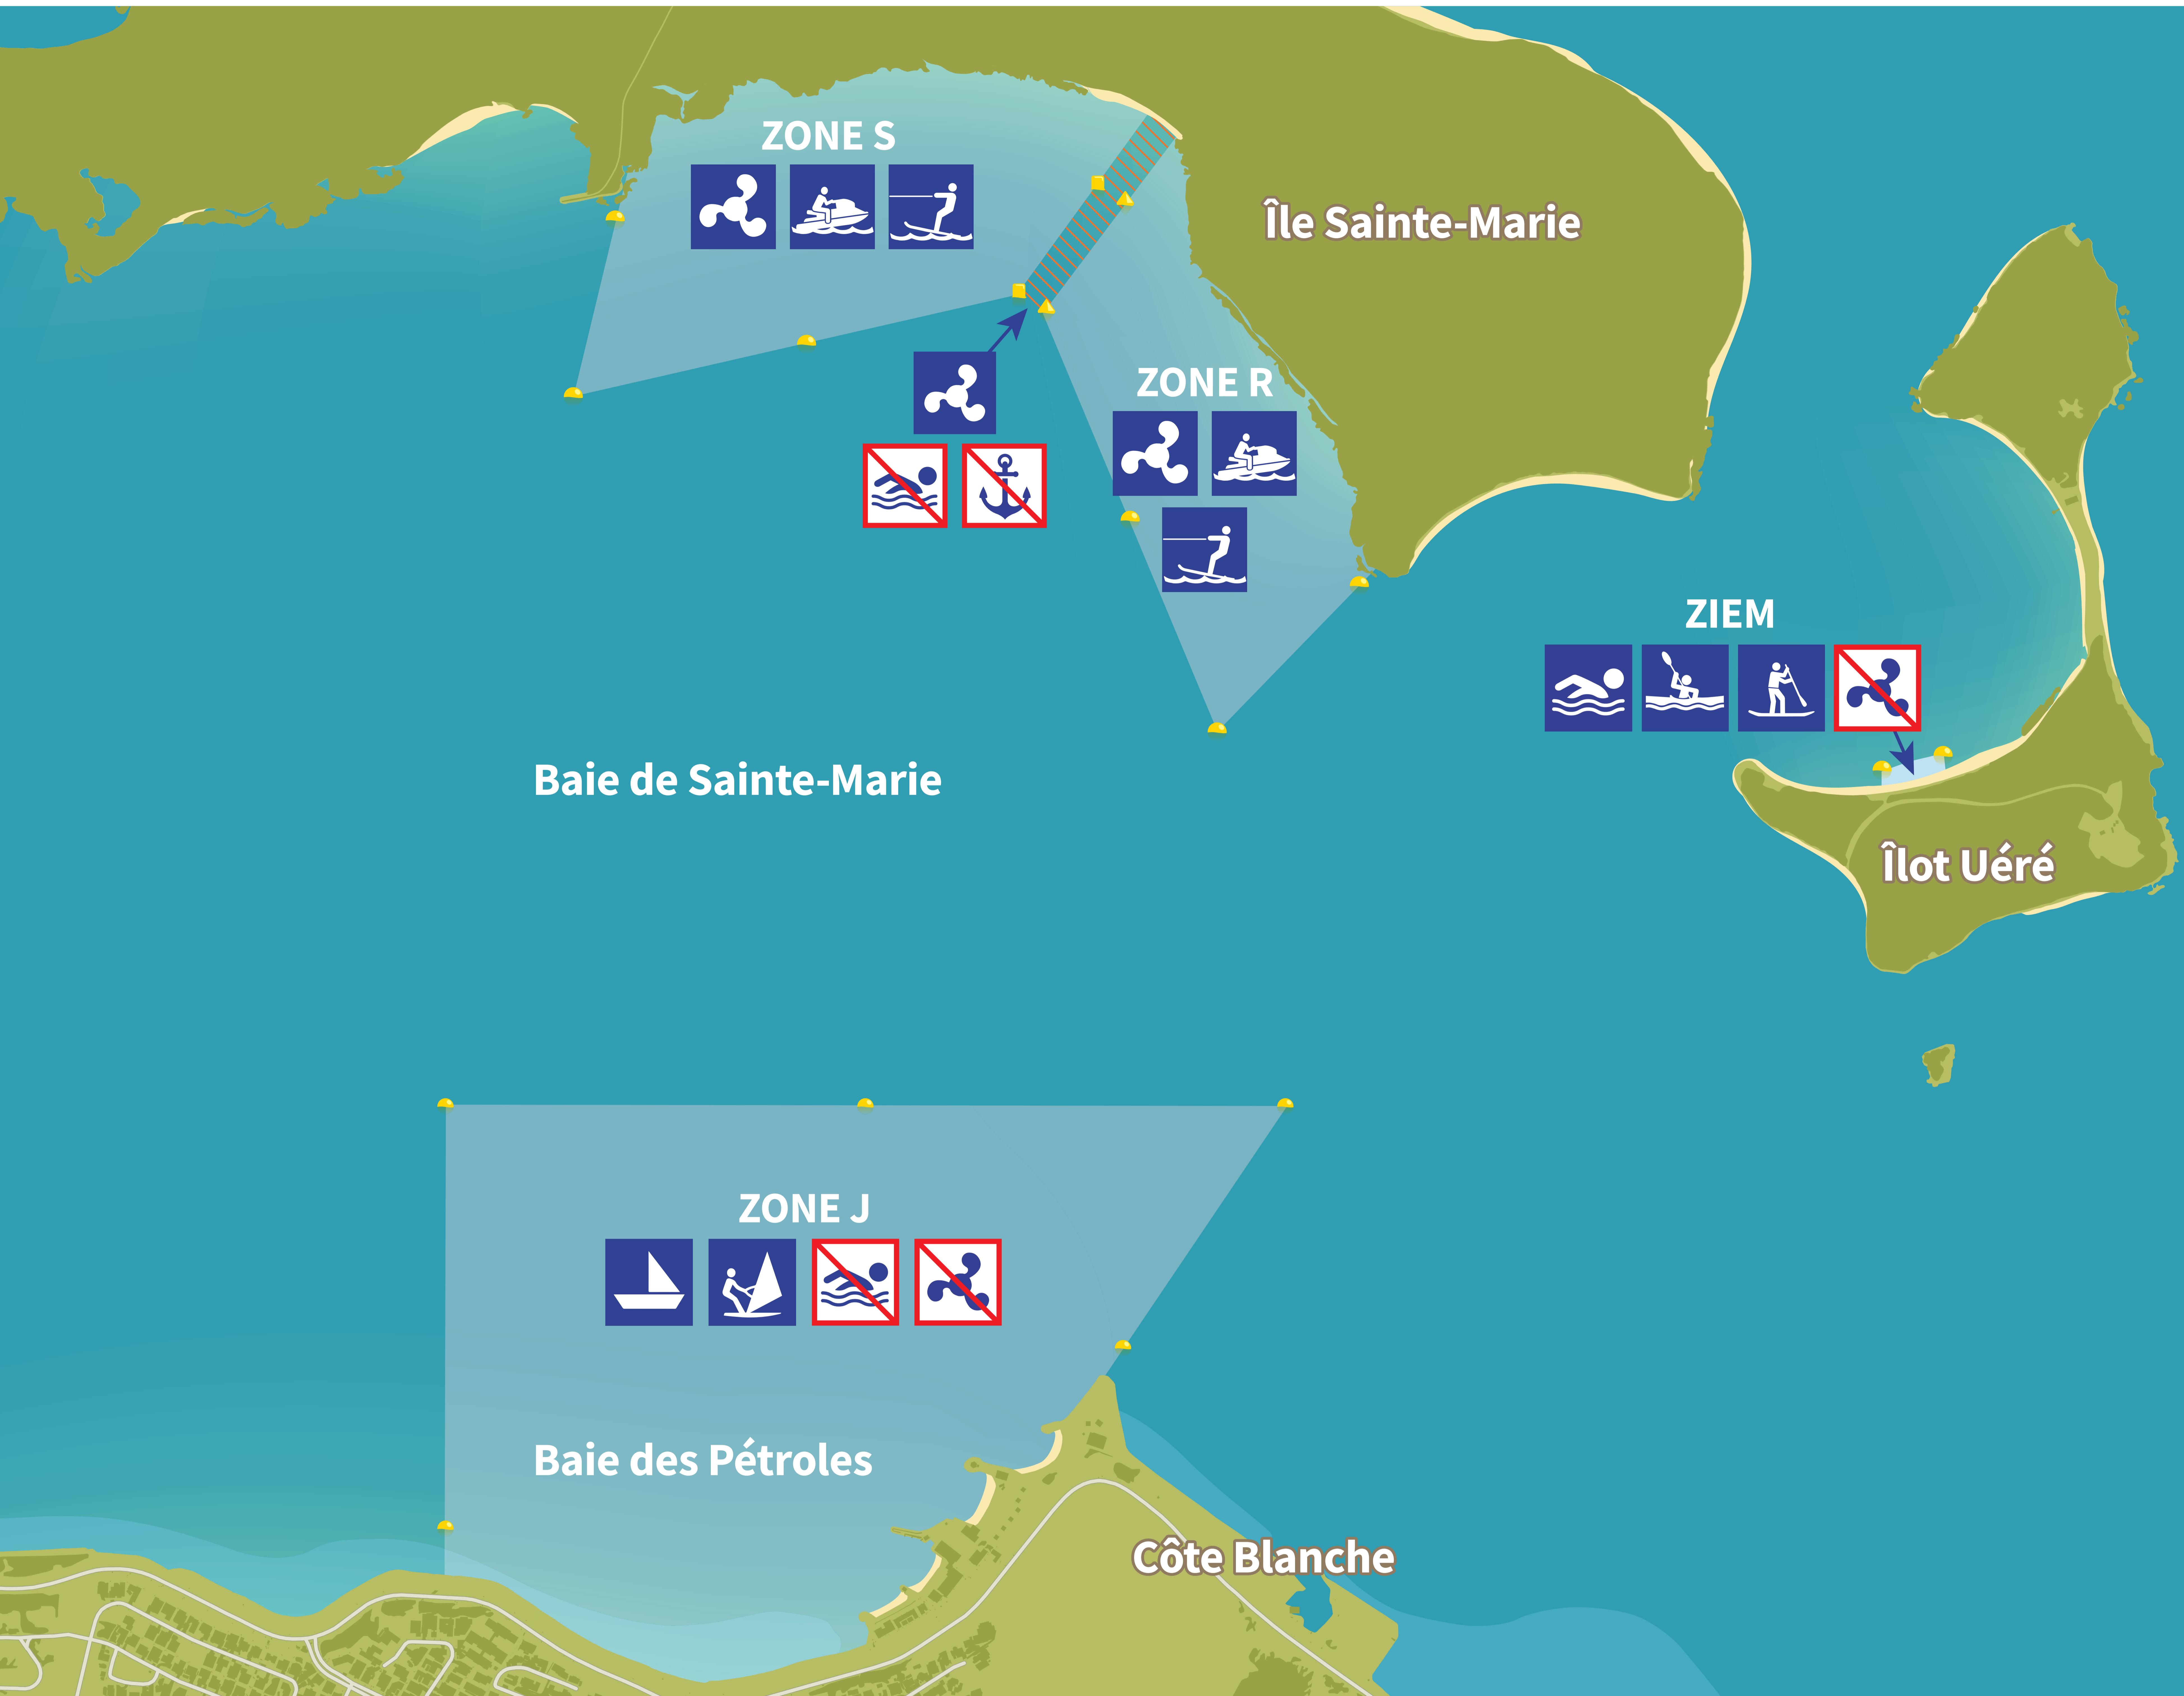 ZONE S
Île Sainte-Marie
ZONE R
ZIEM
Baie de Sainte-Marie
Îlot Uéré
ZONE J
Baie des Pétroles
Côte Blanche